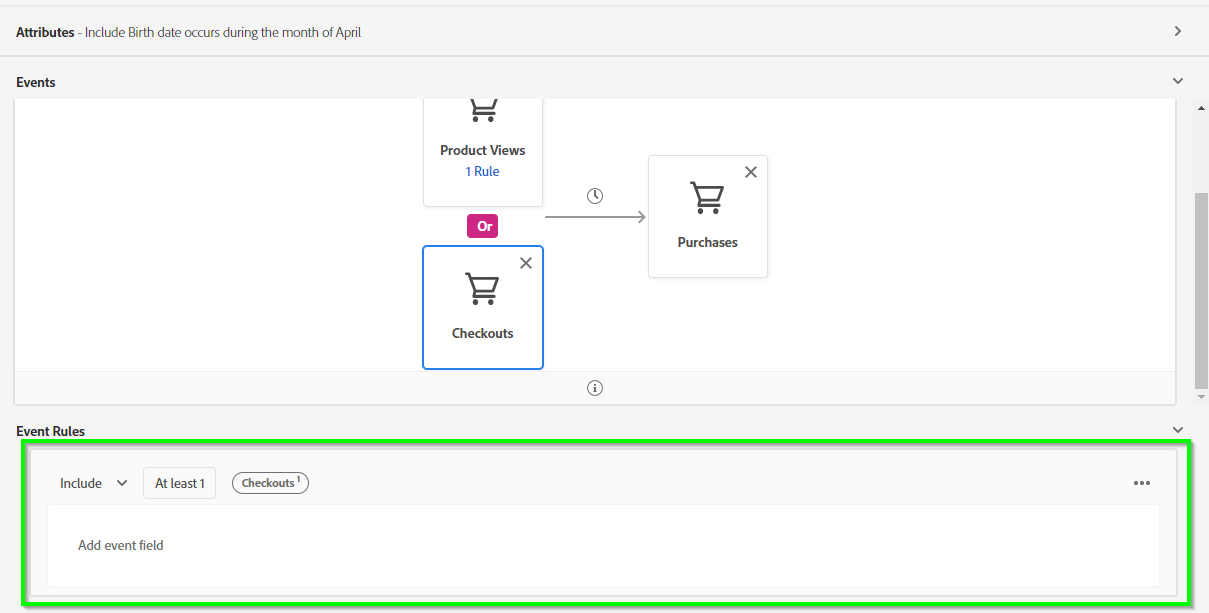 Attributes - Include Birth date occurs during the month of April
Events
Product Views
1 Rule
Or
Purchases
Checkouts
Event Rules
Include
At least 1
Checkouts 1
Add event field